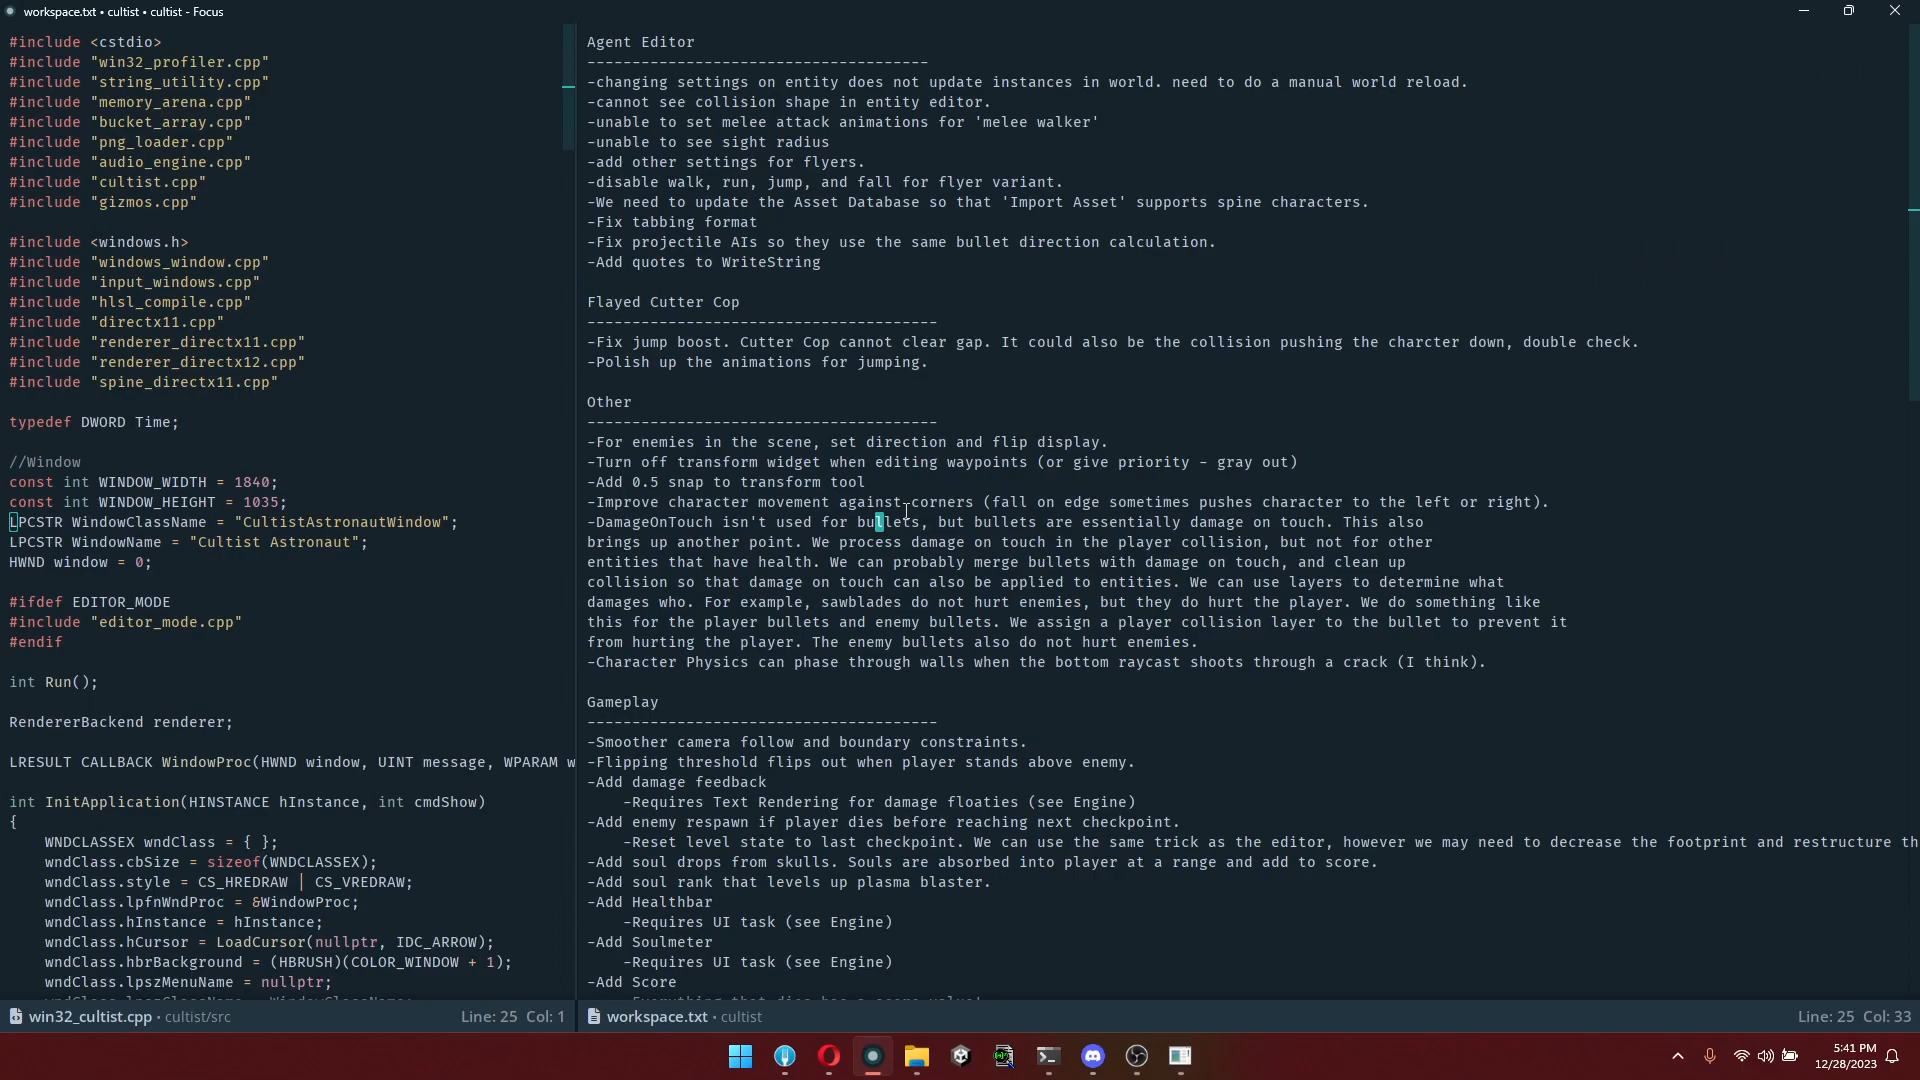 workspace.txt • cultist • cultist - Focus
#include <cstdio>
#include "win32_profiler.cpp"
#include "string_utility.cpp"
#include "memory_arena.cpp"
#include "bucket_array.cpp"
#include "png_loader.cpp"
#include "audio_engine.cpp"
#include "cultist.cpp"
#include "gizmos.cpp"
#include <windows.h>
#include "windows_window.cpp"
#include "input_windows.cpp"
#include "hlsl_compile.cpp"
#include "directx11.cpp"
#include "renderer_directx11.cpp"
#include "renderer_directx12.cpp"
#include "spine_directx11.cpp"
typedef DWORD Time;
//Window
const int WINDOW_WIDTH = 1840;
const int WINDOW_HEIGHT = 1035;
LPCSTR WindowClassName = "CultistAstronautWindow";
LPCSTR WindowName = "Cultist Astronaut";
HWND window = 0;
#ifdef EDITOR_MODE
#include "editor_mode.cpp"
#endif
int Run();
RendererBackend renderer;
LRESULT CALLBACK WindowProc(HWND window, UINT message, WPARAM w
int InitApplication(HINSTANCE hInstance, int cmdShow)
{
    WNDCLASSEX wndClass = { };
    wndClass.cbSize = sizeof(WNDCLASSEX);
    wndClass.style = CS_HREDRAW | CS_VREDRAW;
    wndClass.lpfnWndProc = &WindowProc;
    wndClass.hInstance = hInstance;
    wndClass.hCursor = LoadCursor(nullptr, IDC_ARROW);
    wndClass.hbrBackground = (HBRUSH)(COLOR_WINDOW + 1);
    wndClass.lpszMenuName = nullptr;
win32_cultist.cpp • cultist/src
Line: 25 Col: 1
Agent Editor
---------------------------------------
-changing settings on entity does not update instances in world. need to do a manual world reload.
-cannot see collision shape in entity editor.
-unable to set melee attack animations for 'melee walker'
-unable to see sight radius
-add other settings for flyers.
-disable walk, run, jump, and fall for flyer variant.
-We need to update the Asset Database so that 'Import Asset' supports spine characters.
-Fix tabbing format
-Fix projectile AIs so they use the same bullet direction calculation.
-Add quotes to WriteString
Flayed Cutter Cop
---------------------------------------
-Fix jump boost. Cutter Cop cannot clear gap. It could also be the collision pushing the charcter down, double check.
-Polish up the animations for jumping.
Other
---------------------------------------
-For enemies in the scene, set direction and flip display.
-Turn off transform widget when editing waypoints (or give priority - gray out)
-Add 0.5 snap to transform tool
-Improve character movement against corners (fall on edge sometimes pushes character to the left or right).
-DamageOnTouch isn't used for bullets, but bullets are essentially damage on touch. This also
brings up another point. We process damage on touch in the player collision, but not for other
entities that have health. We can probably merge bullets with damage on touch, and clean up
collision so that damage on touch can also be applied to entities. We can use layers to determine what
damages who. For example, sawblades do not hurt enemies, but they do hurt the player. We do something like
this for the player bullets and enemy bullets. We assign a player collision layer to the bullet to prevent it
from hurting the player. The enemy bullets also do not hurt enemies.
-Character Physics can phase through walls when the bottom raycast shoots through a crack (I think).
Gameplay
---------------------------------------
-Smoother camera follow and boundary constraints.
-Flipping threshold flips out when player stands above enemy.
-Add damage feedback
    -Requires Text Rendering for damage floaties (see Engine)
-Add enemy respawn if player dies before reaching next checkpoint.
    -Reset level state to last checkpoint. We can use the same trick as the editor, however we may need to decrease the footprint and restructure th
-Add soul drops from skulls. Souls are absorbed into player at a range and add to score.
-Add soul rank that levels up plasma blaster.
-Add Healthbar
    -Requires UI task (see Engine)
-Add Soulmeter
    -Requires UI task (see Engine)
-Add Score
workspace.txt • cultist
Line: 25 Col: 33
5:41 PM
12/28/2023